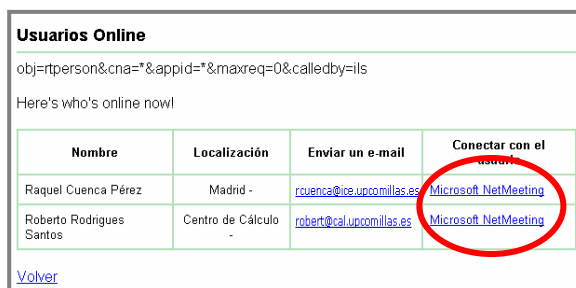 Usuarios Online
obj=rtperson&cna=*&appid=*&maxreq=0&calledby=ils
Here's who's online now!
Nombre Localización Enviar un e-mail Conectar con el usuario
Raquel Cuenca Pérez Madrid - rcuenca@ice.upcomillas.es Microsoft NetMeeting
Roberto Rodrigues Santos Centro de Cálculo - robert@cal.upcomillas.es Microsoft NetMeeting
Volver